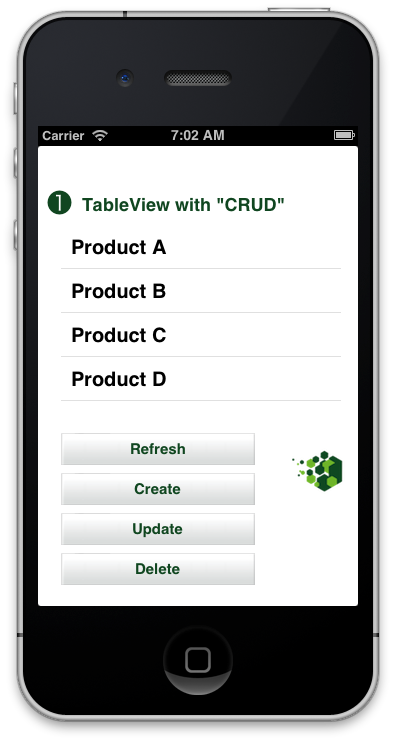 Carrier 7:02 AM
1 TableView with "CRUD"
Product A
Product B
Product C
Product D
Refresh
Create
Update
Delete